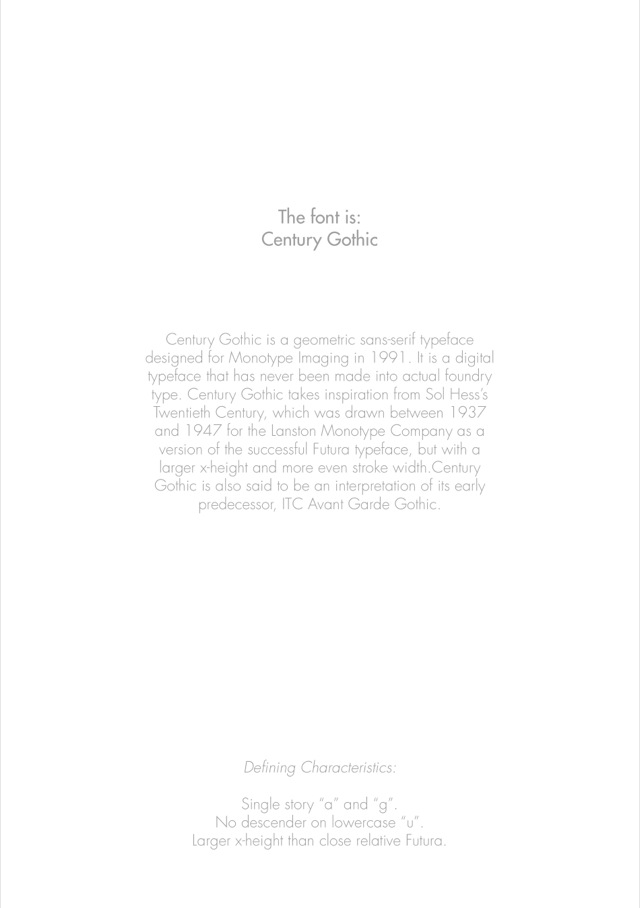 The font is:
Century Gothic
Century Gothic is a geometric sans-serif typeface
designed for Monotype Imaging in 1991. It is a digital
typeface that has never been made into actual foundry
type. Century Gothic takes inspiration from Sol Hess's
Twentieth Century, which was drawn between 1937
and 1947 for the Lanston Monotype Company as a
version of the successful Futura typeface, but with a
larger x-height and more even stroke width.Century
Gothic is also said to be an interpretation of its early
predecessor, ITC Avant Garde Gothic.
Defining Characteristics:
Single story “a” and “g”.
No descender on lowercase “u”.
Larger x-height than close relative Futura.